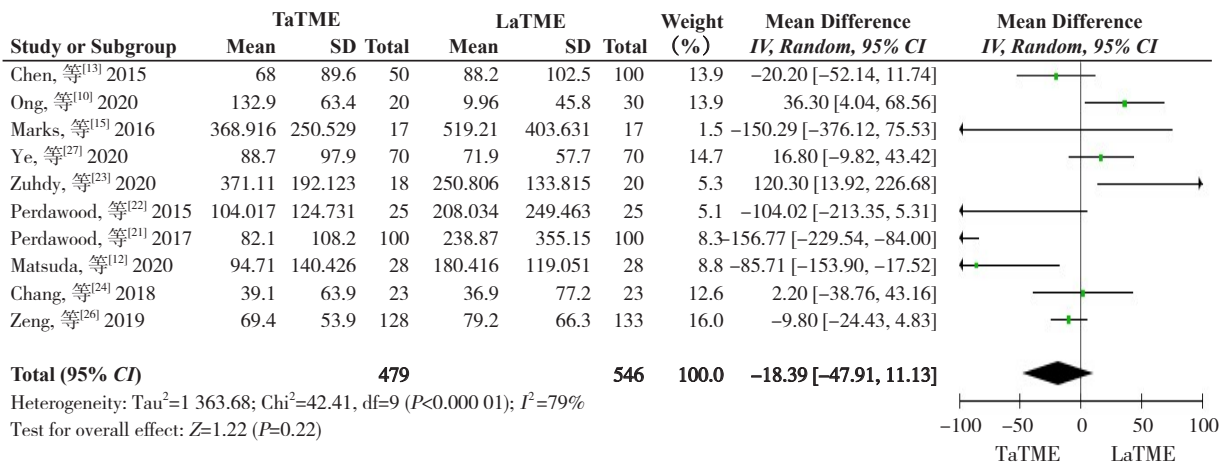 TaTME LaTME Weight Mean Difference Mean Difference
Study or Subgroup Mean SD Total Mean SD Total (%) IV, Random, 95% CI IV, Random, 95% CI
Chen, 等[13] 2015 68 89.6 50 88.2 102.5 100 13.9 −20.20 [−52.14, 11.74]
Ong, 等[10] 2020 132.9 63.4 20 9.96 45.8 30 13.9 36.30 [4.04, 68.56]
Marks, 等[15] 2016 368.916 250.529 17 519.21 403.631 17 1.5 −150.29 [−376.12, 75.53]
Ye, 等[27] 2020 88.7 97.9 70 71.9 57.7 70 14.7 16.80 [−9.82, 43.42]
Zuhdy, 等[23] 2020 371.11 192.123 18 250.806 133.815 20 5.3 120.30 [13.92, 226.68]
Perdawood, 等[22] 2015 104.017 124.731 25 208.034 249.463 25 5.1 −104.02 [−213.35, 5.31]
Perdawood, 等[21] 2017 82.1 108.2 100 238.87 355.15 100 8.3 −156.77 [−229.54, −84.00]
Matsuda, 等[12] 2020 94.71 140.426 28 180.416 119.051 28 8.8 −85.71 [−153.90, −17.52]
Chang, 等[24] 2018 39.1 63.9 23 36.9 77.2 23 12.6 2.20 [−38.76, 43.16]
Zeng, 等[26] 2019 69.4 53.9 128 79.2 66.3 133 16.0 −9.80 [−24.43, 4.83]
Total (95% CI) 479 546 100.0 −18.39 [−47.91, 11.13]
Heterogeneity: Tau²=1 363.68; Chi²=42.41, df=9 (P<0.000 01); I²=79%
Test for overall effect: Z=1.22 (P=0.22)
−100 −50 0 50 100
TaTME LaTME